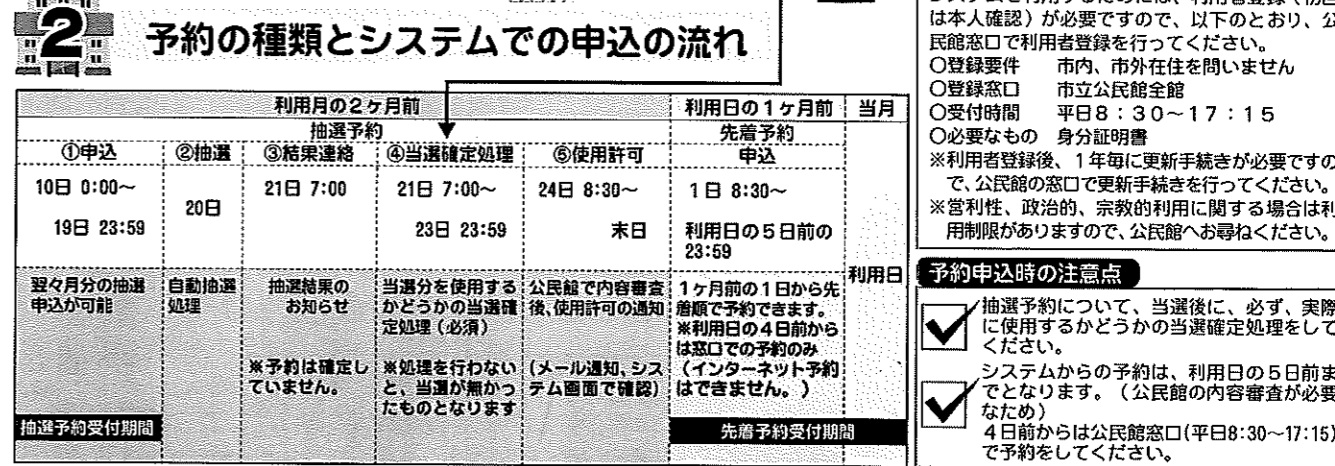 2 予約の種類とシステムでの申込の流れ
利用月の2ヶ月前
利用日の1ヶ月前
当月
抽選予約
先着予約
①申込
②抽選
③結果連絡
④当選確定処理
⑤使用許可
申込
10日 0:00~
19日 23:59
20日
21日 7:00
21日 7:00~
23日 23:59
24日 8:30~
末日
1日 8:30~
利用日の5日前の
23:59
利用日
翌々月分の抽選
申込が可能
自動抽選
処理
抽選結果の
お知らせ
※予約は確定し
ていません。
当選分を使用する
かどうかの当選確
定処理(必須)
※処理を行わない
と、当選が無かっ
たものとなります
公民館で内容審査
後、使用許可の通知
(メール通知、シス
テム画面で確認)
1ヶ月前の1日から先
着順で予約できます。
※利用日の4日前から
は窓口での予約のみ
(インターネット予約
はできません。)
抽選予約受付期間
先着予約受付期間
は本人確認)が必要ですので、以下のとおり、公
民館窓口で利用者登録を行ってください。
○登録要件 市内、市外在住を問いません
○登録窓口 市立公民館全館
○受付時間 平日8:30~17:15
○必要なもの 身分証明書
※利用者登録後、1年毎に更新手続きが必要ですの
で、公民館の窓口で更新手続きを行ってください。
※営利性、政治的、宗教的利用に関する場合は利
用制限がありますので、公民館へお尋ねください。
予約申込時の注意点
抽選予約について、当選後に、必ず、実際
に使用するかどうかの当選確定処理をして
ください。
システムからの予約は、利用日の5日前ま
でとなります。(公民館の内容審査が必要
なため)
4日前からは公民館窓口(平日8:30~17:15)
で予約をしてください。